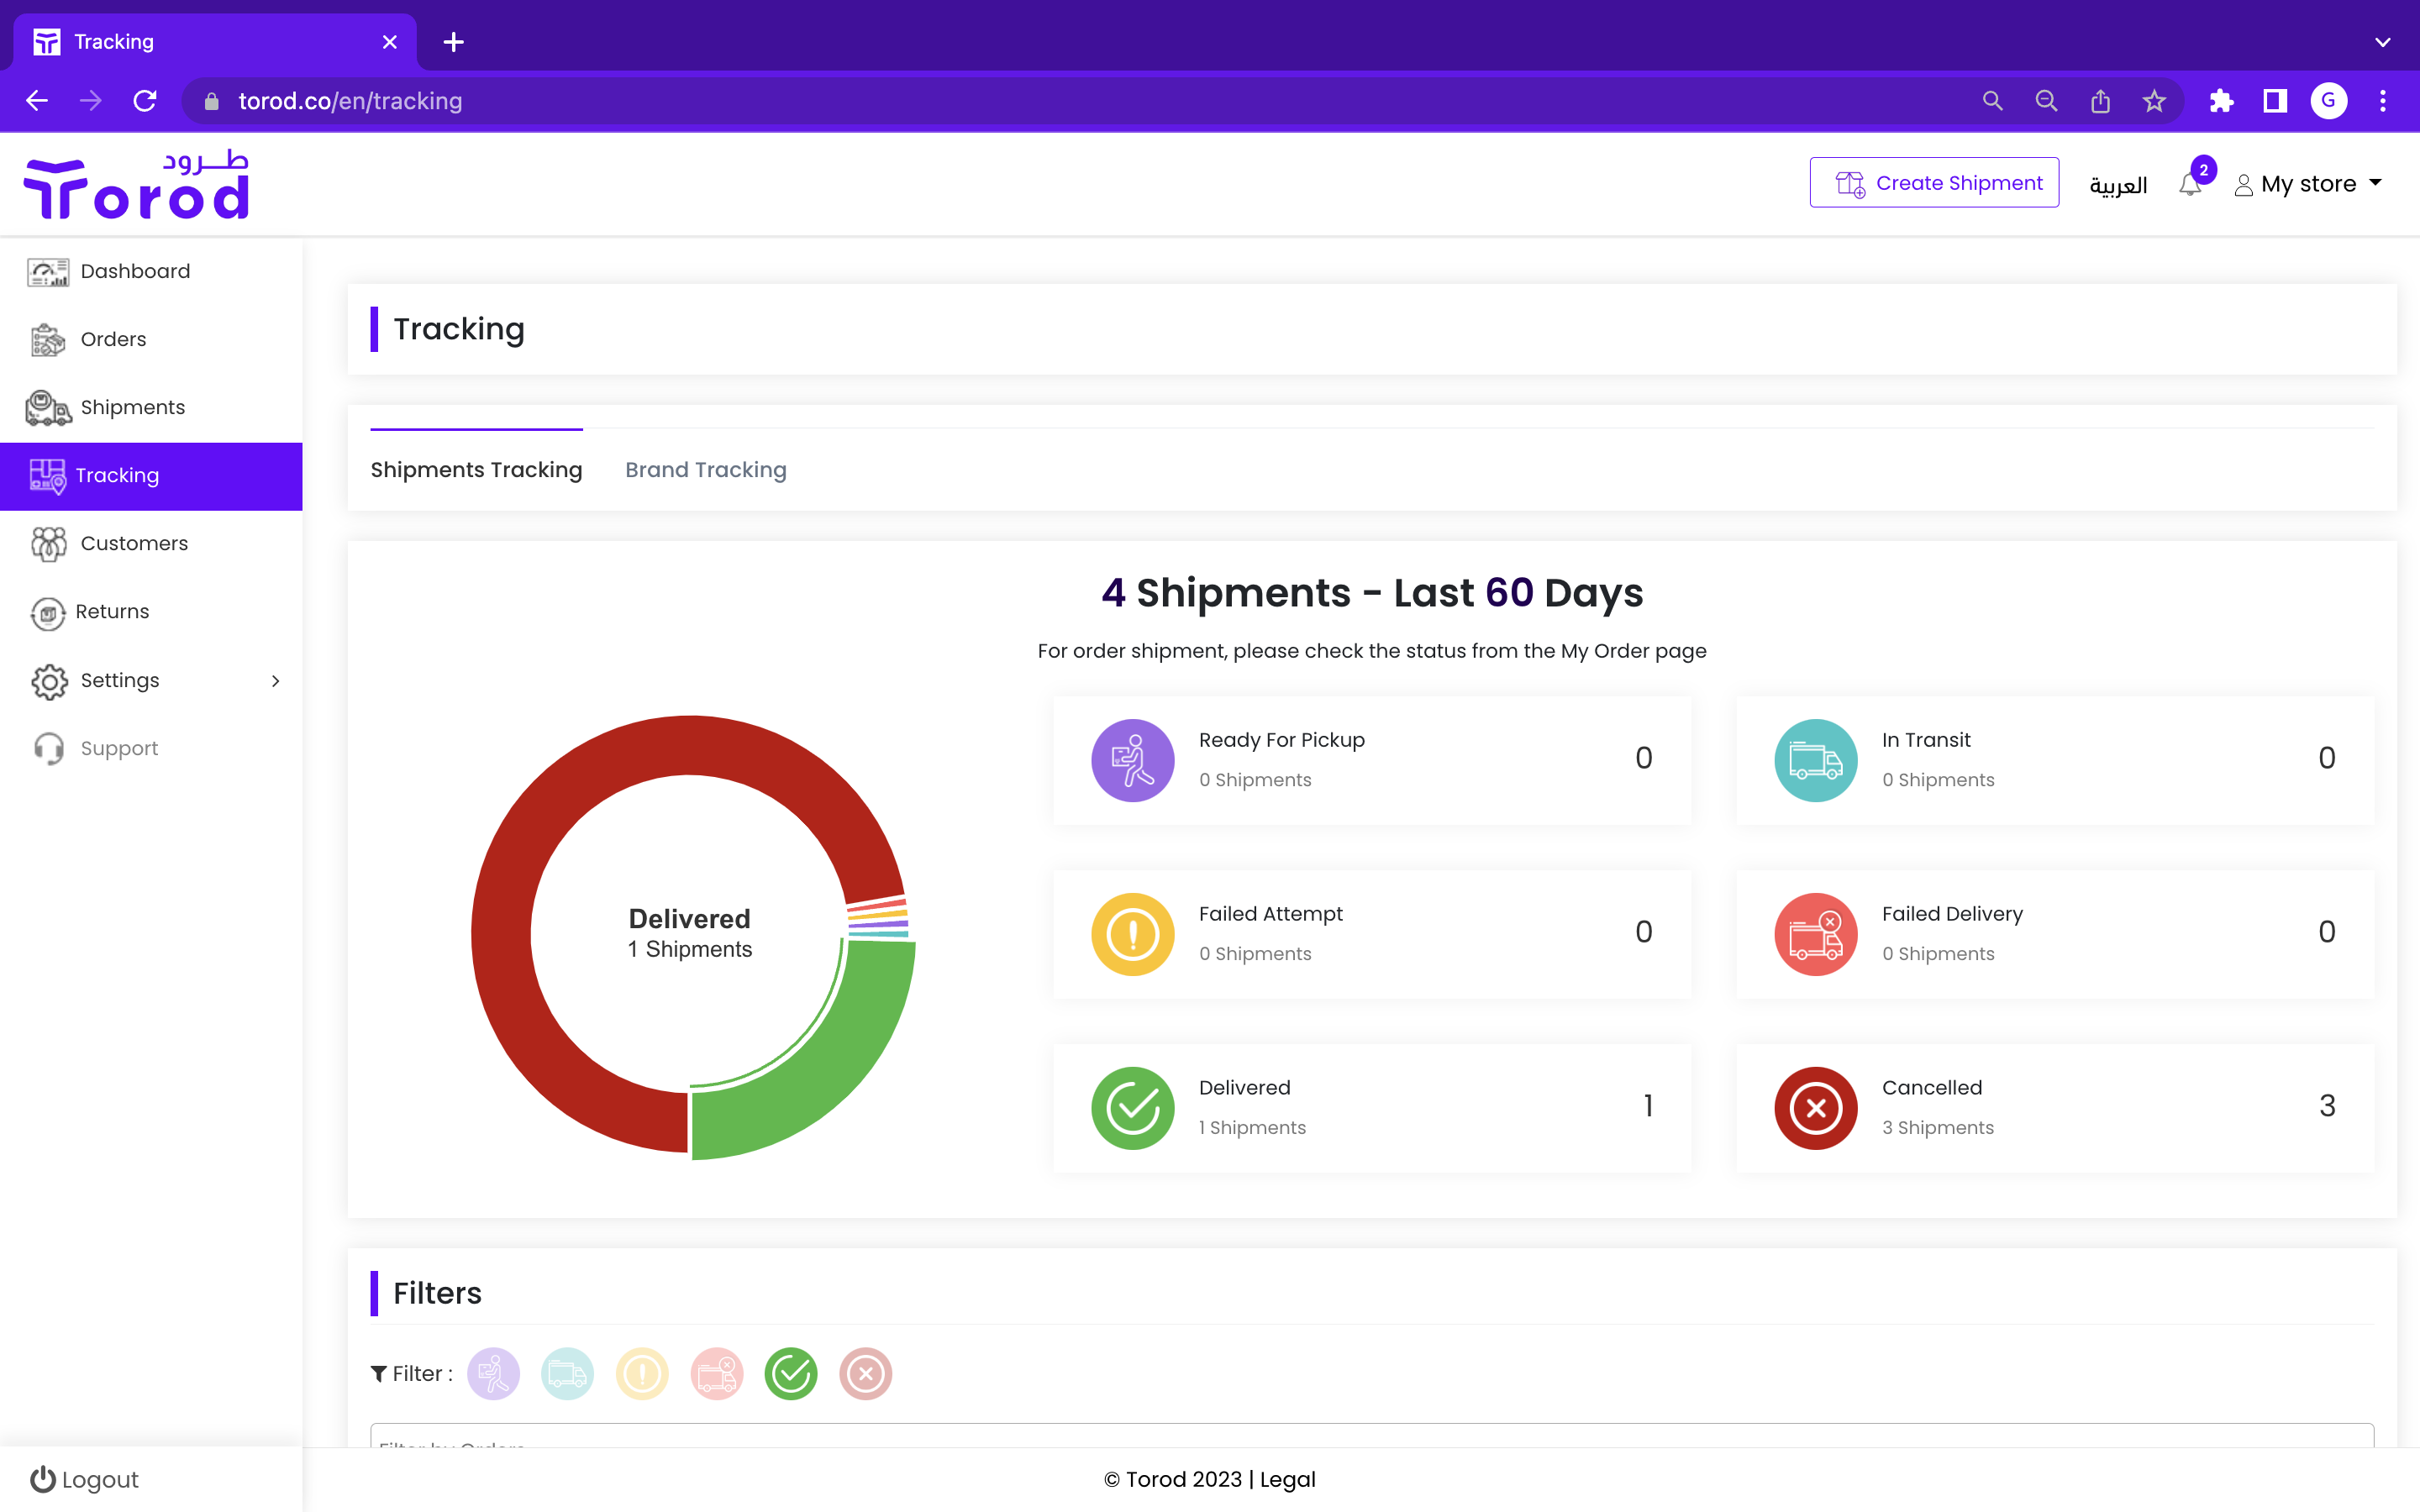 Tracking
torod.co/en/tracking
G
طرود
Torod
Create Shipment
العربية
2
My store
Dashboard
Orders
Shipments
Tracking
Customers
Returns
Settings
Support
Logout
Tracking
Shipments Tracking
Brand Tracking
4 Shipments - Last 60 Days
For order shipment, please check the status from the My Order page
Delivered
1 Shipments
Ready For Pickup
0 Shipments
0
In Transit
0 Shipments
0
Failed Attempt
0 Shipments
0
Failed Delivery
0 Shipments
0
Delivered
1 Shipments
1
Cancelled
3 Shipments
3
Filters
Filter :
Filter by Orders
© Torod 2023 | Legal